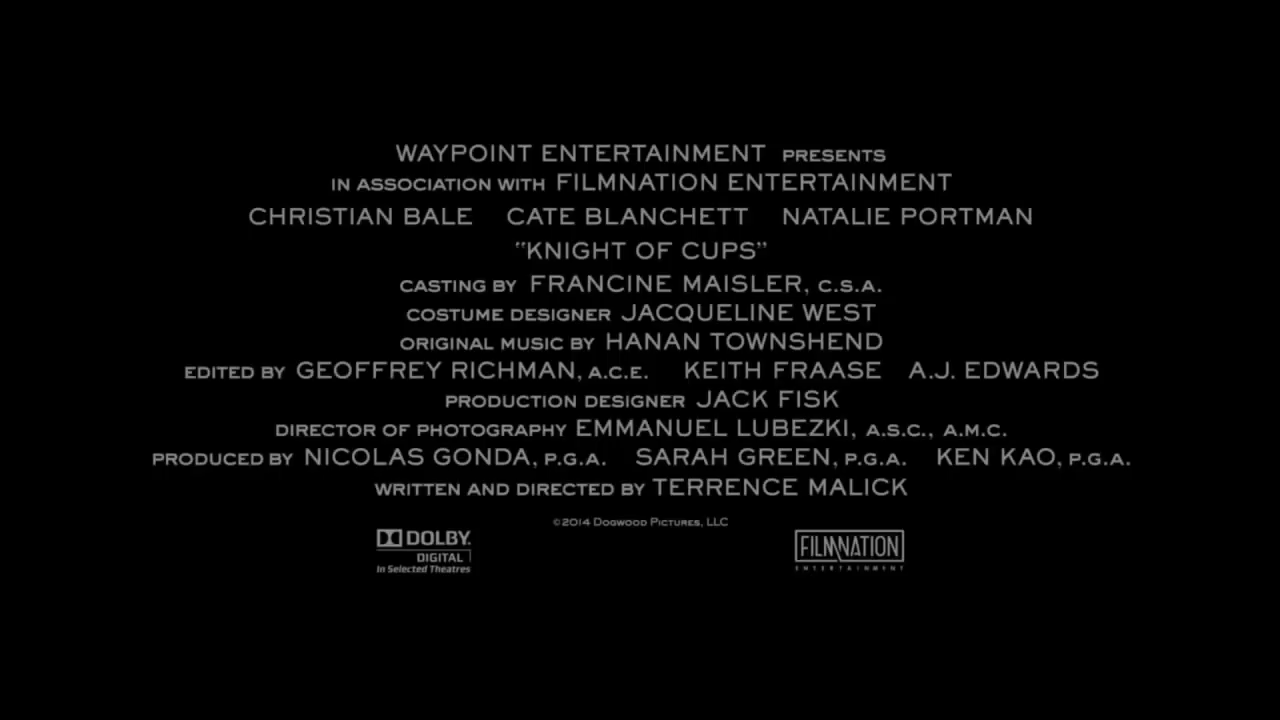 WAYPOINT ENTERTAINMENT PRESENTS
IN ASSOCIATION WITH FILMNATION ENTERTAINMENT
CHRISTIAN BALE CATE BLANCHETT NATALIE PORTMAN
“KNIGHT OF CUPS”
CASTING BY FRANCINE MAISLER, C.S.A.
COSTUME DESIGNER JACQUELINE WEST
ORIGINAL MUSIC BY HANAN TOWNSHEND
EDITED BY GEOFFREY RICHMAN, A.C.E. KEITH FRAASE A.J. EDWARDS
PRODUCTION DESIGNER JACK FISK
DIRECTOR OF PHOTOGRAPHY EMMANUEL LUBEZKI, A.S.C., A.M.C.
PRODUCED BY NICOLAS GONDA, P.G.A. SARAH GREEN, P.G.A. KEN KAO, P.G.A.
WRITTEN AND DIRECTED BY TERRENCE MALICK
©2014 DOGWOOD PICTURES, LLC
DOLBY.
DIGITAL
In Selected Theatres
FILMNATION
ENTERTAINMENT